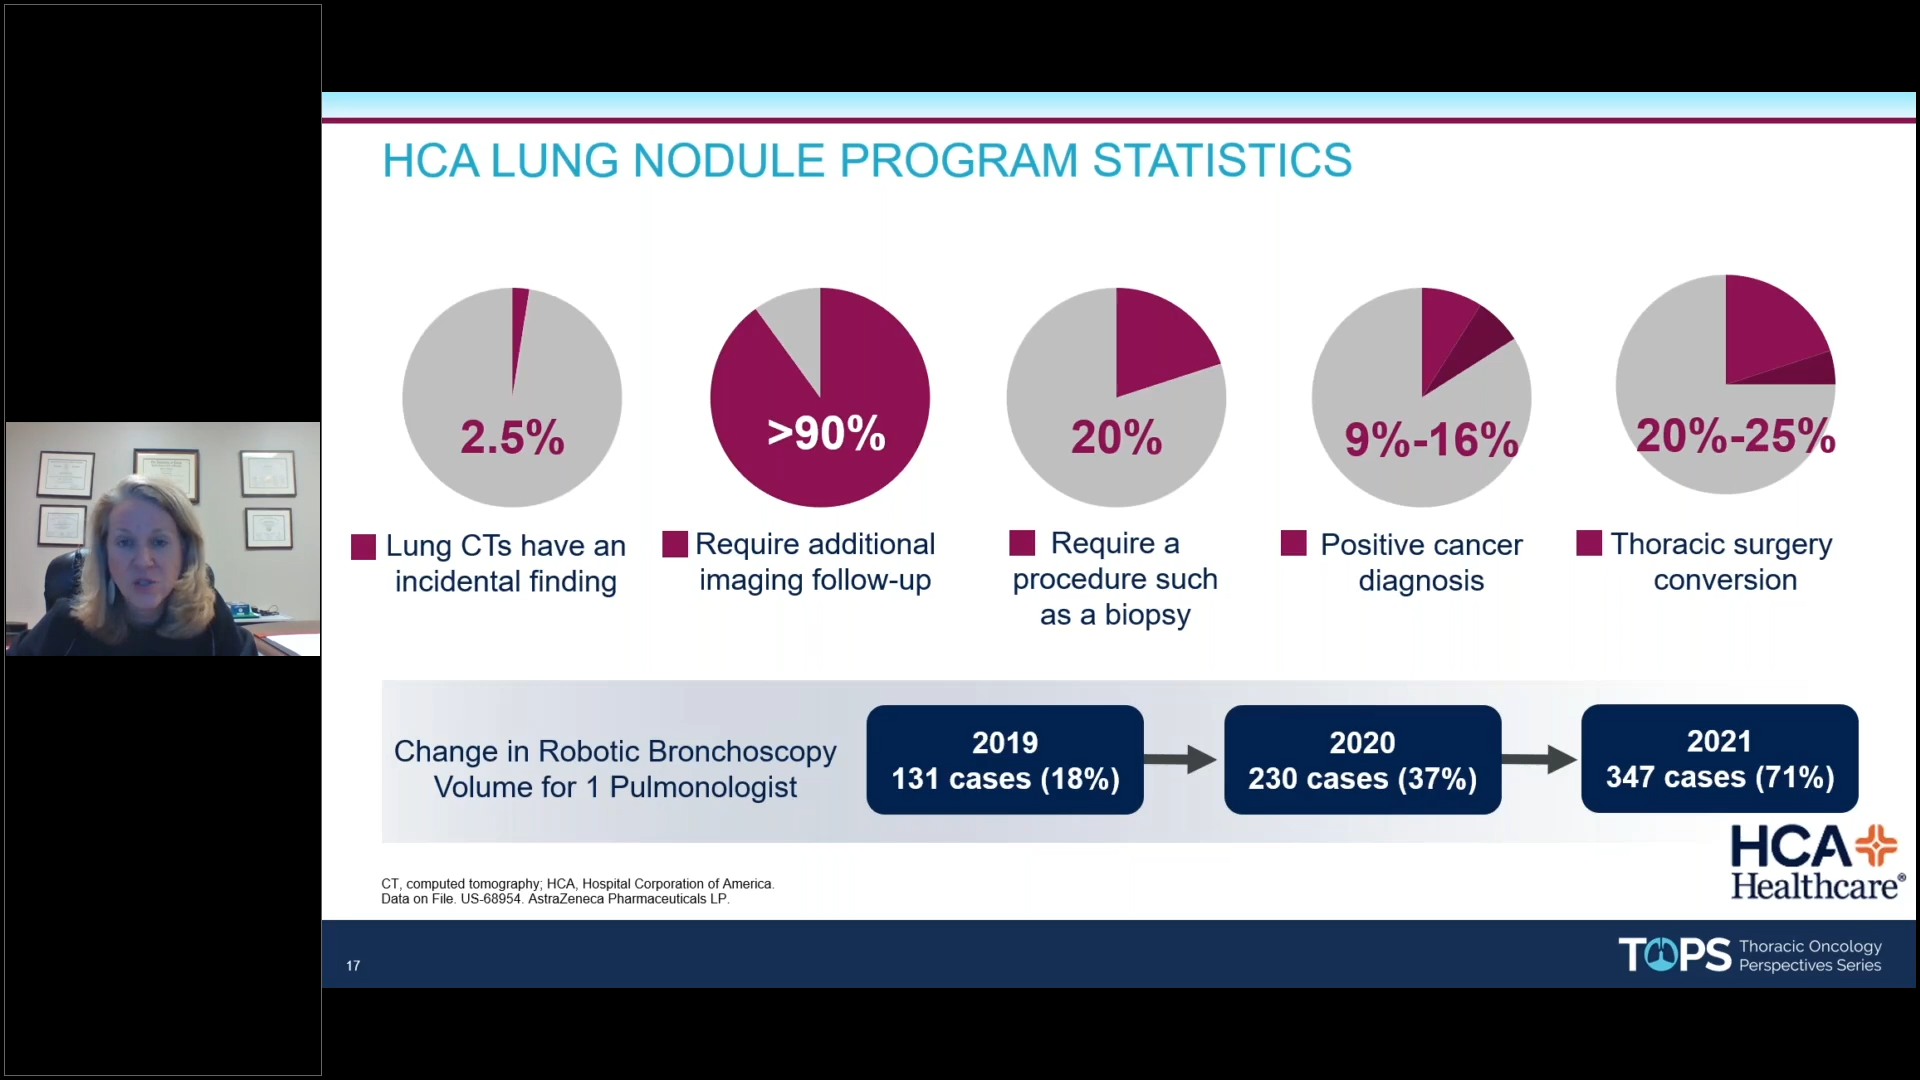 HCA LUNG NODULE PROGRAM STATISTICS
2.5%
>90%
20%
9%-16%
20%-25%
Lung CTs have an
incidental finding
Require additional
imaging follow-up
Require a
procedure such
as a biopsy
Positive cancer
diagnosis
Thoracic surgery
conversion
Change in Robotic Bronchoscopy
Volume for 1 Pulmonologist
2019
131 cases (18%)
2020
230 cases (37%)
2021
347 cases (71%)
HCA
Healthcare®
CT, computed tomography; HCA, Hospital Corporation of America.
Data on File. US-68954. AstraZeneca Pharmaceuticals LP.
17
TOPS
Thoracic Oncology
Perspectives Series